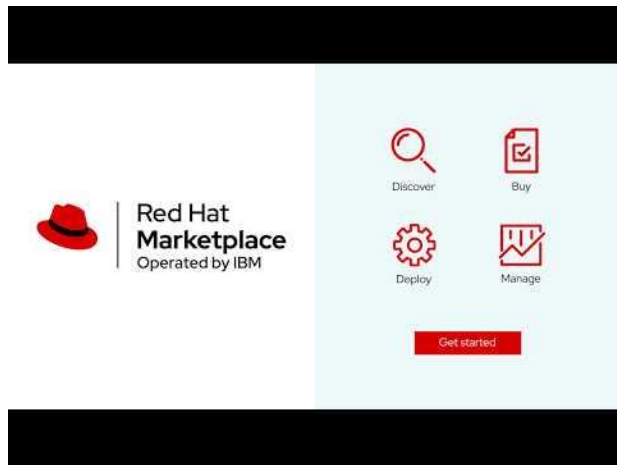 Red Hat
Marketplace
Operated by IBM
Discover
Buy
Deploy
Manage
Get started